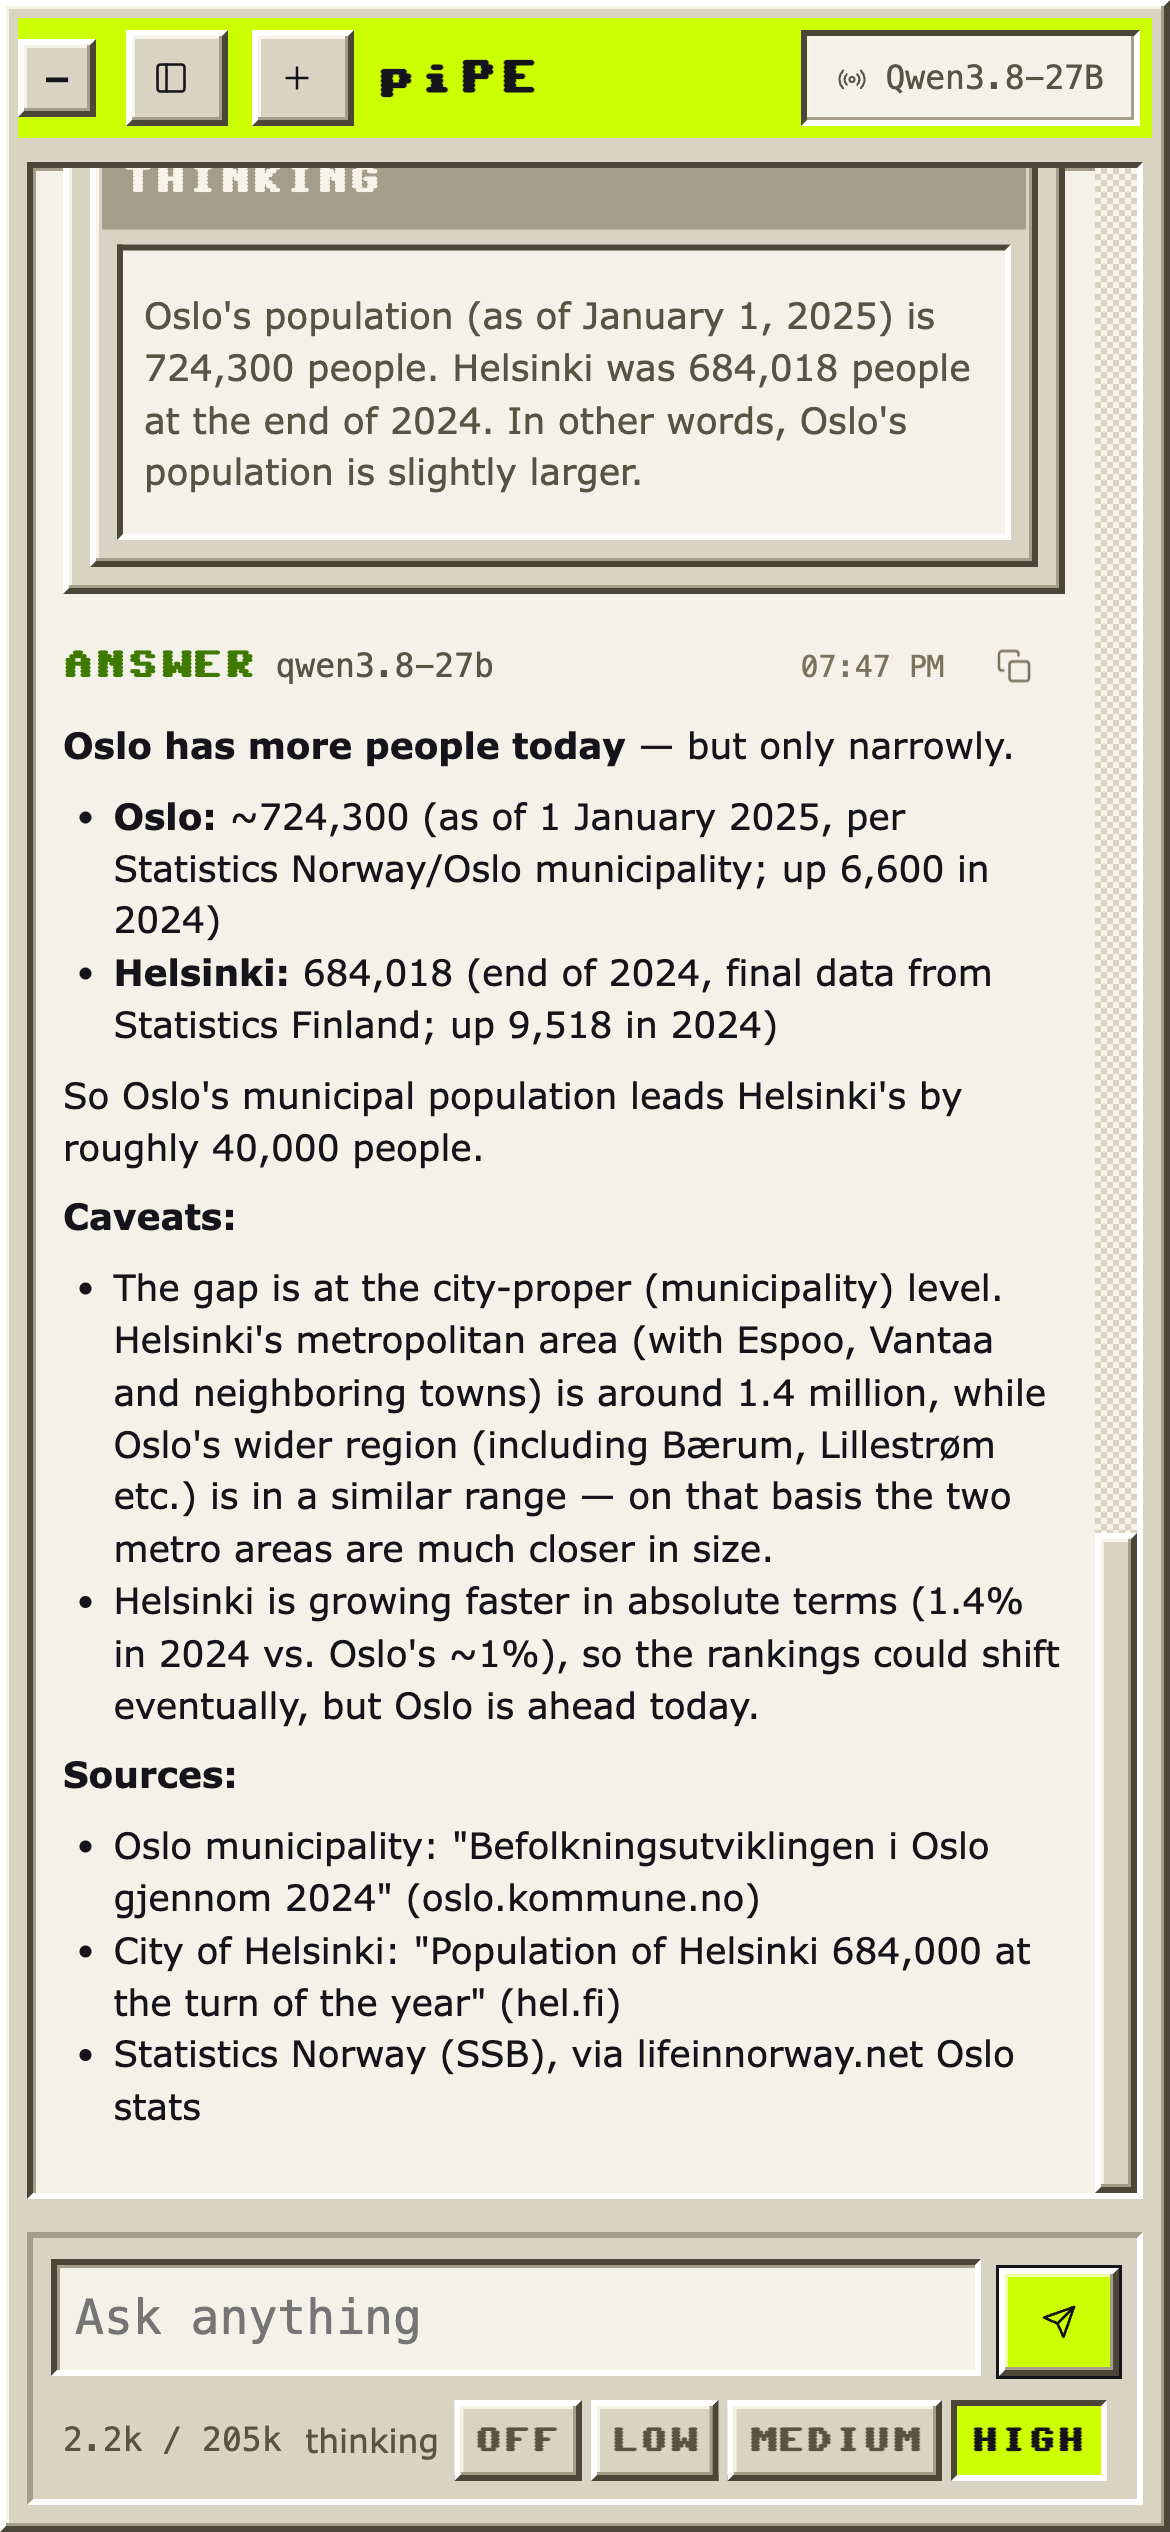 piPE
Qwen3.8-27B
THINKING
Oslo's population (as of January 1, 2025) is
724,300 people. Helsinki was 684,018 people
at the end of 2024. In other words, Oslo's
population is slightly larger.
ANSWER qwen3.8-27b 07:47 PM
Oslo has more people today — but only narrowly.
• Oslo: ~724,300 (as of 1 January 2025, per
Statistics Norway/Oslo municipality; up 6,600 in
2024)
• Helsinki: 684,018 (end of 2024, final data from
Statistics Finland; up 9,518 in 2024)
So Oslo's municipal population leads Helsinki's by
roughly 40,000 people.
Caveats:
• The gap is at the city-proper (municipality) level.
Helsinki's metropolitan area (with Espoo, Vantaa
and neighboring towns) is around 1.4 million, while
Oslo's wider region (including Bærum, Lillestrøm
etc.) is in a similar range — on that basis the two
metro areas are much closer in size.
• Helsinki is growing faster in absolute terms (1.4%
in 2024 vs. Oslo's ~1%), so the rankings could shift
eventually, but Oslo is ahead today.
Sources:
• Oslo municipality: "Befolkningsutviklingen i Oslo
gjennom 2024" (oslo.kommune.no)
• City of Helsinki: "Population of Helsinki 684,000 at
the turn of the year" (hel.fi)
• Statistics Norway (SSB), via lifeinnorway.net Oslo
stats
Ask anything
2.2k / 205k thinking OFF LOW MEDIUM HIGH